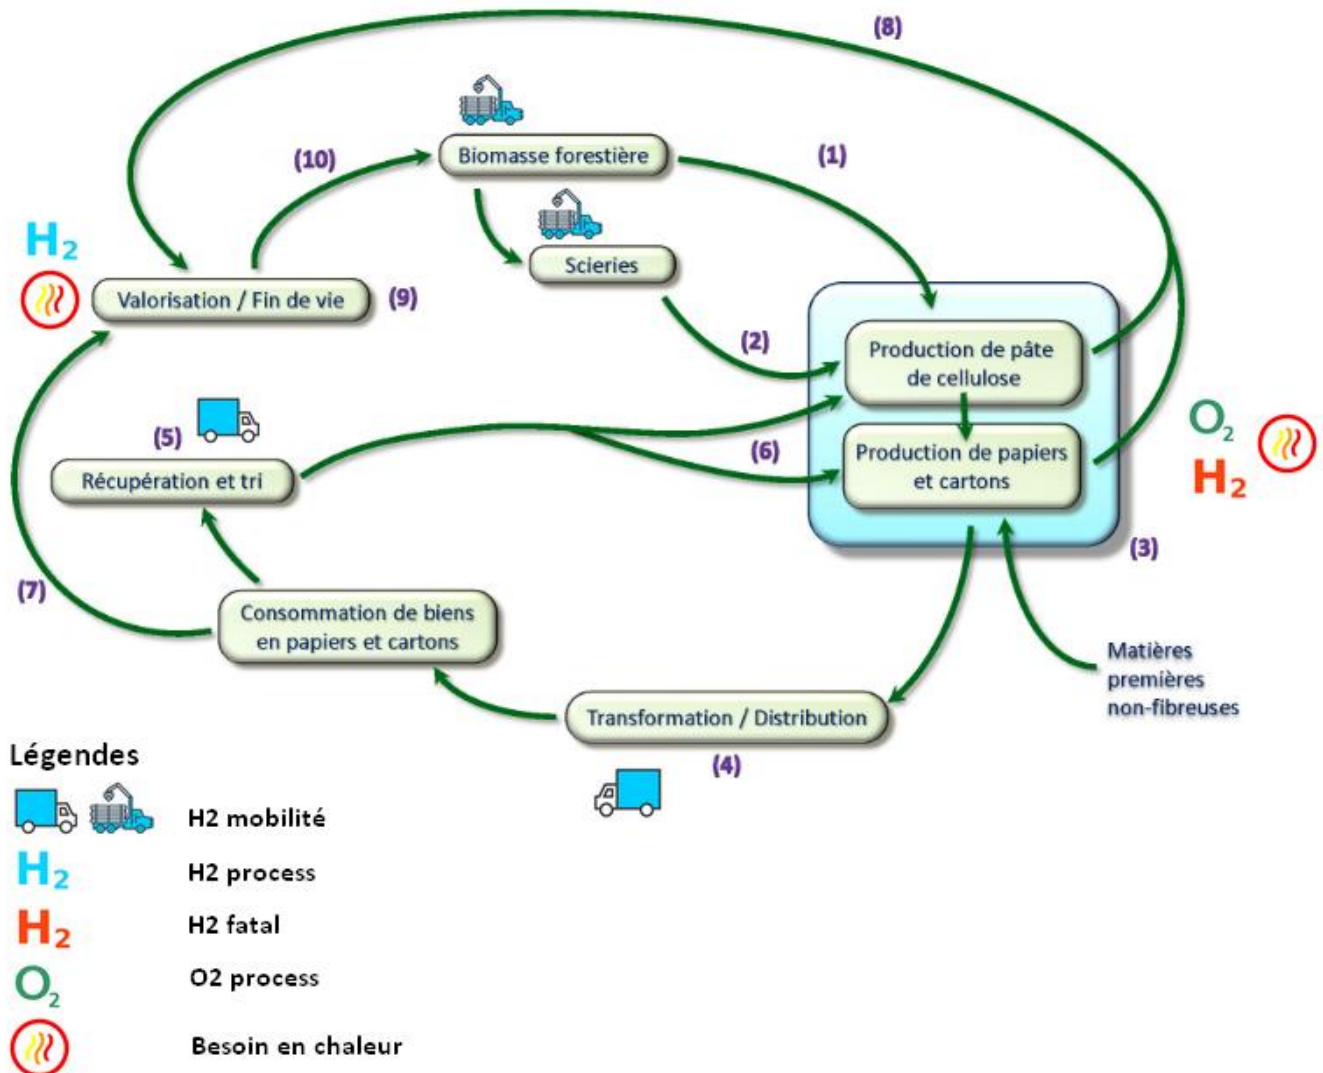 (8)
(10)
Biomasse forestière
(1)
H2
Scieries
Valorisation / Fin de vie
(9)
(2)
Production de pâte
de cellulose
(5)
O2
(6)
Production de papiers
et cartons
Récupération et tri
H2
(3)
(7)
Consommation de biens
en papiers et cartons
Matières
premières
non-fibreuses
Transformation / Distribution
(4)
Légendes
H2 mobilité
H2
H2 process
H2
H2 fatal
O2
O2 process
Besoin en chaleur